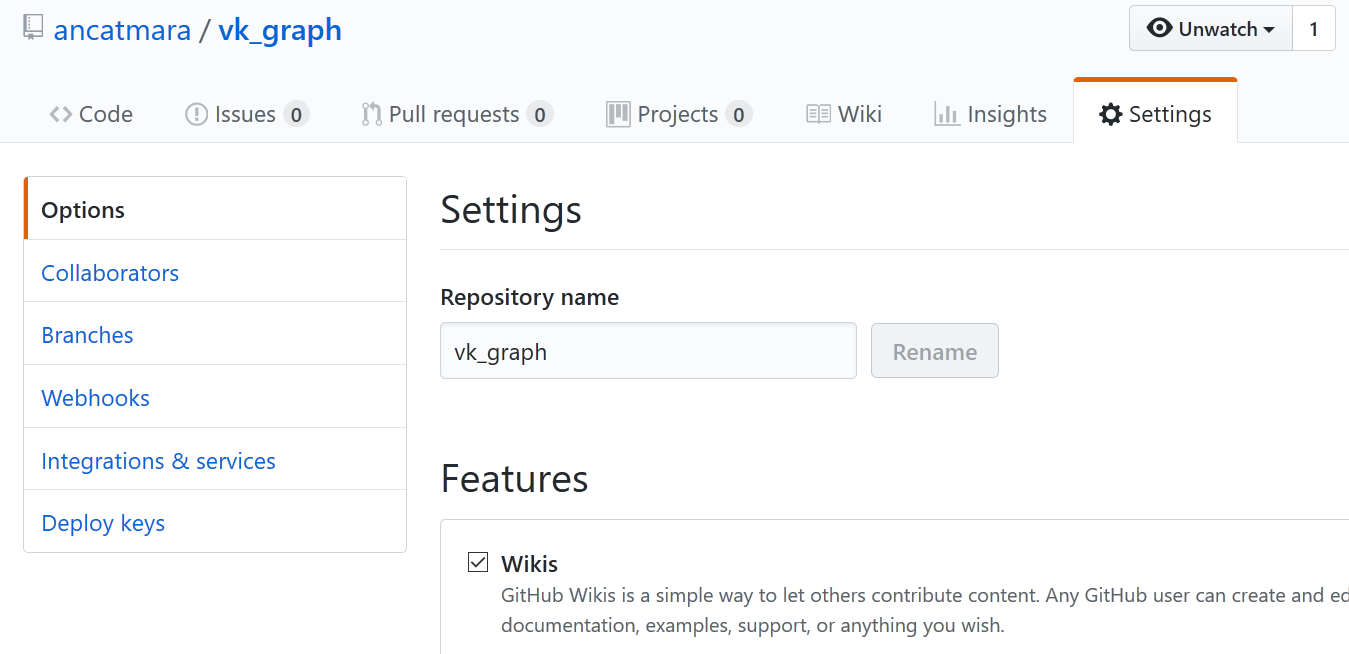 ancatmara / vk_graph
Unwatch 1
Code Issues 0 Pull requests 0 Projects 0 Wiki Insights Settings
Options
Collaborators
Branches
Webhooks
Integrations & services
Deploy keys
Settings
Repository name
vk_graph Rename
Features
Wikis
GitHub Wikis is a simple way to let others contribute content. Any GitHub user can create and ed
documentation, examples, support, or anything you wish.